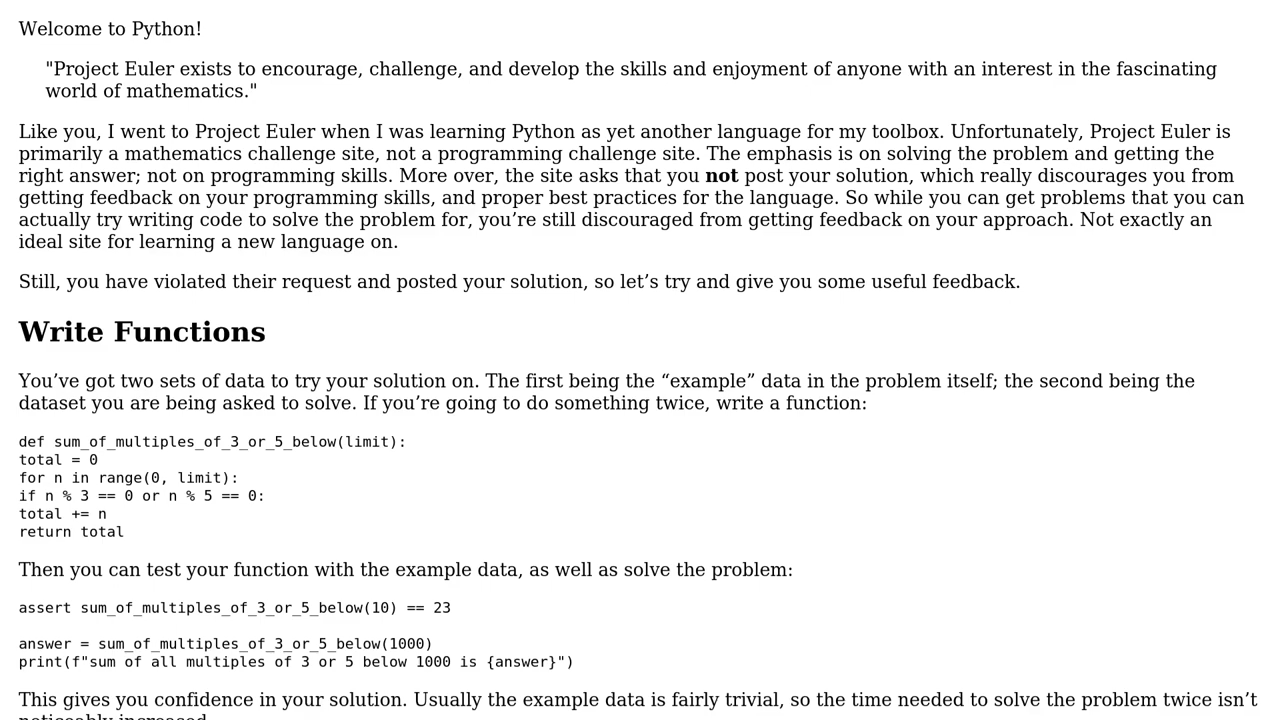 Welcome to Python!
"Project Euler exists to encourage, challenge, and develop the skills and enjoyment of anyone with an interest in the fascinating
world of mathematics."
Like you, I went to Project Euler when I was learning Python as yet another language for my toolbox. Unfortunately, Project Euler is
primarily a mathematics challenge site, not a programming challenge site. The emphasis is on solving the problem and getting the
right answer; not on programming skills. More over, the site asks that you not post your solution, which really discourages you from
getting feedback on your programming skills, and proper best practices for the language. So while you can get problems that you can
actually try writing code to solve the problem for, you’re still discouraged from getting feedback on your approach. Not exactly an
ideal site for learning a new language on.
Still, you have violated their request and posted your solution, so let’s try and give you some useful feedback.
Write Functions
You’ve got two sets of data to try your solution on. The first being the “example” data in the problem itself; the second being the
dataset you are being asked to solve. If you’re going to do something twice, write a function:
def sum_of_multiples_of_3_or_5_below(limit):
total = 0
for n in range(0, limit):
if n % 3 == 0 or n % 5 == 0:
total += n
return total
Then you can test your function with the example data, as well as solve the problem:
assert sum_of_multiples_of_3_or_5_below(10) == 23
answer = sum_of_multiples_of_3_or_5_below(1000)
print(f"sum of all multiples of 3 or 5 below 1000 is {answer}")
This gives you confidence in your solution. Usually the example data is fairly trivial, so the time needed to solve the problem twice isn’t
noticeably increased.